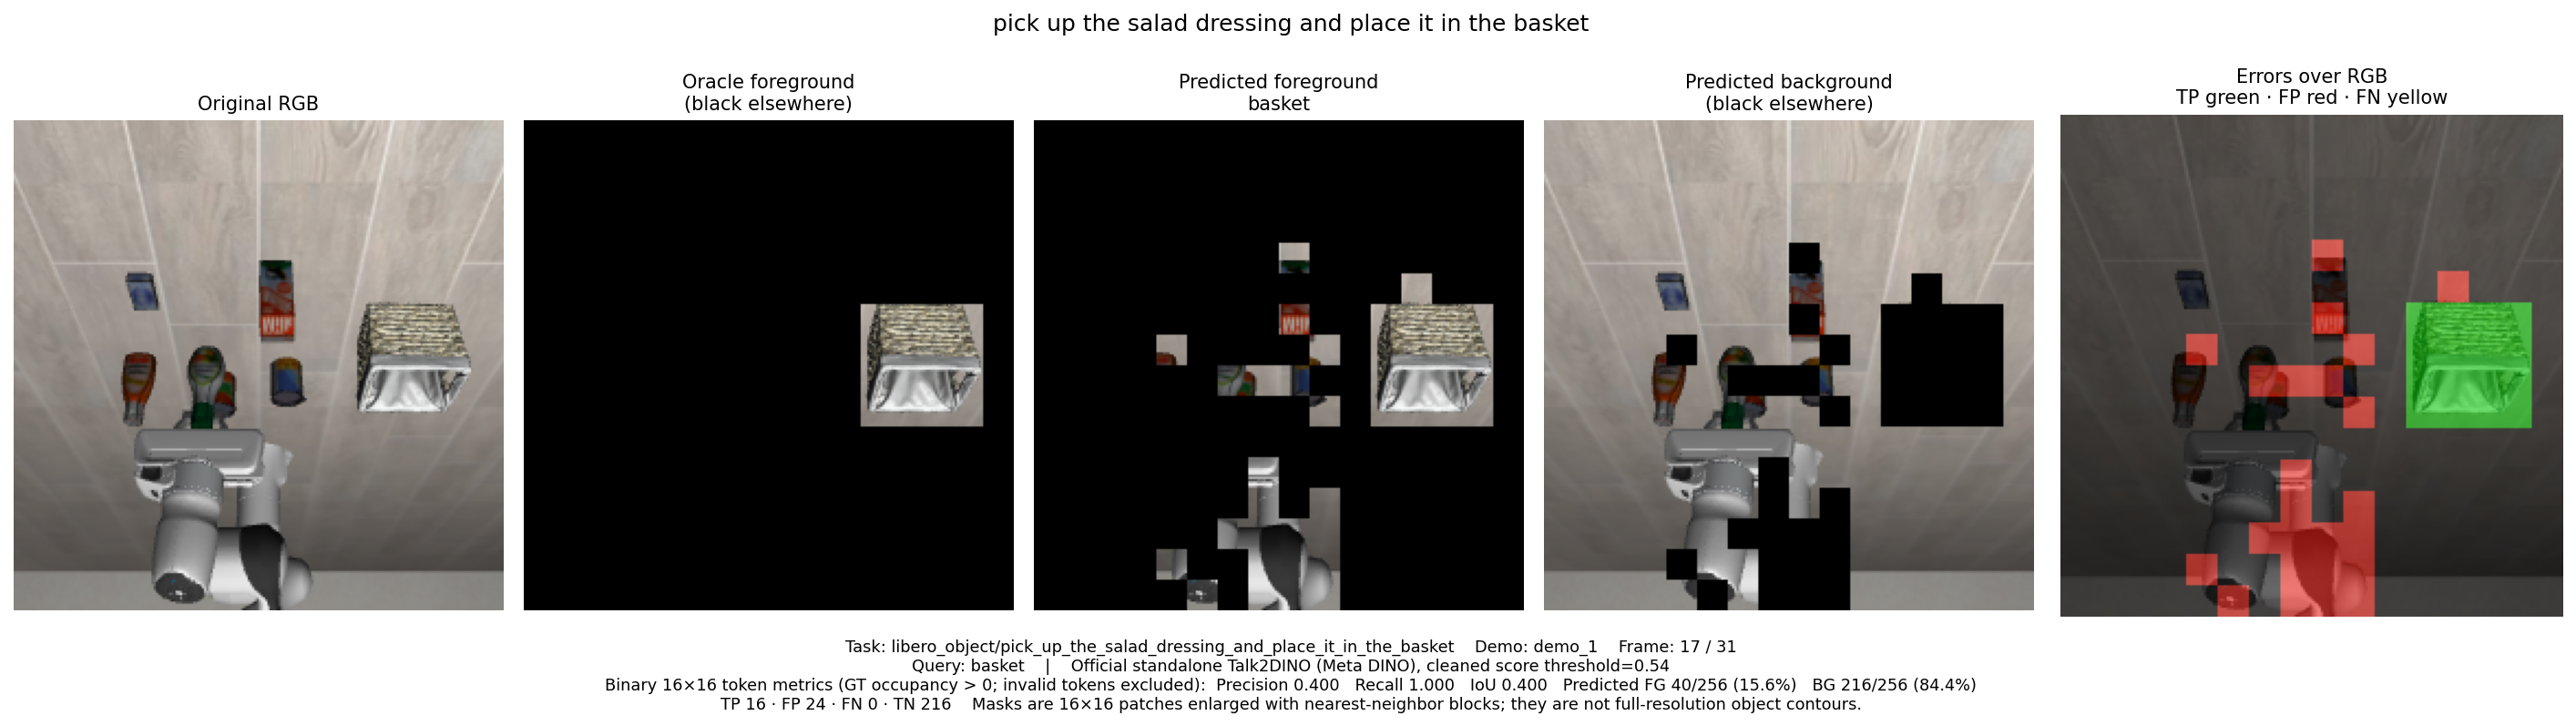 pick up the salad dressing and place it in the basket
Original RGB
Oracle foreground
(black elsewhere)
Predicted foreground
basket
Predicted background
(black elsewhere)
Errors over RGB
TP green · FP red · FN yellow
Task: libero_object/pick_up_the_salad_dressing_and_place_it_in_the_basket    Demo: demo_1    Frame: 17 / 31
Query: basket    |    Official standalone Talk2DINO (Meta DINO), cleaned score threshold=0.54
Binary 16×16 token metrics (GT occupancy > 0; invalid tokens excluded):  Precision 0.400   Recall 1.000   IoU 0.400   Predicted FG 40/256 (15.6%)   BG 216/256 (84.4%)
TP 16 · FP 24 · FN 0 · TN 216    Masks are 16×16 patches enlarged with nearest-neighbor blocks; they are not full-resolution object contours.